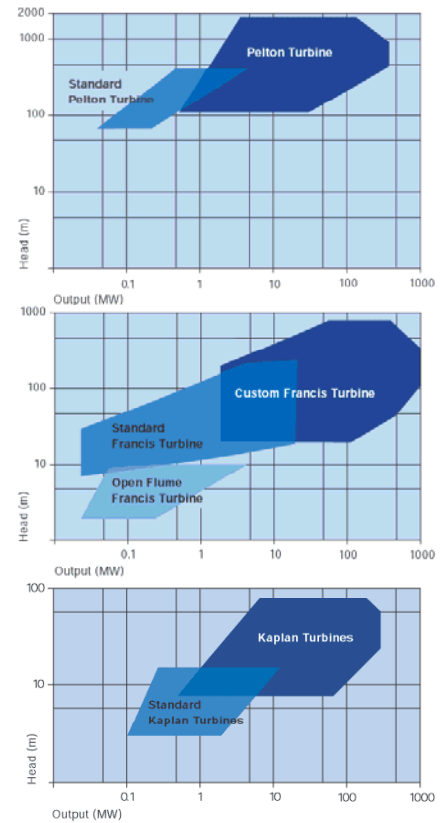 2000
1000
Pelton Turbine
Standard
Pelton Turbine
100
10
Head (m)
0.1 1 10 100 1000
Output (MW)
1000
100
Custom Francis Turbine
Standard
Francis Turbine
10
Open Flume
Francis Turbine
Head (m)
0.1 1 10 100 1000
Output (MW)
100
Kaplan Turbines
10
Standard
Kaplan Turbines
Head (m)
0.1 1 10 100 1000
Output (MW)